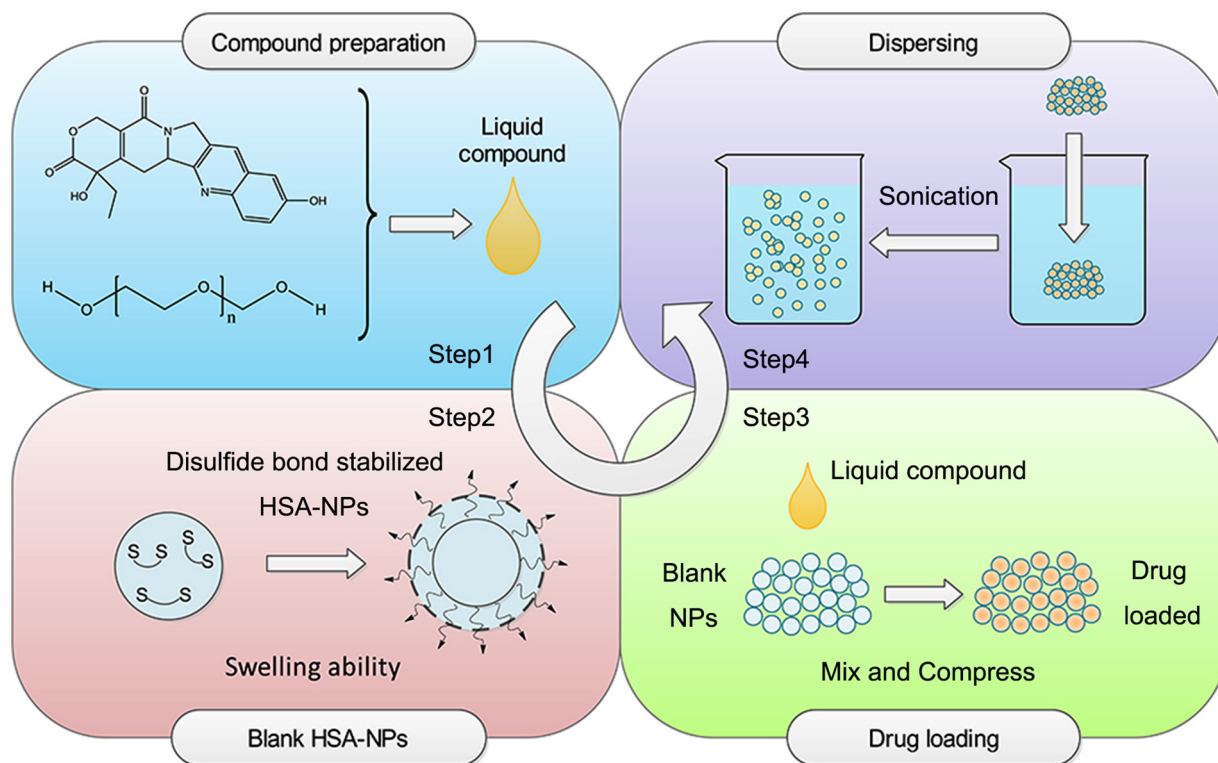 Compound preparation
O
O
N
O
HO
N
OH
H
O
O
n
O
H
Liquid
compound
Step1
Dispersing
Sonication
Step4
Step2
Disulfide bond stabilized
HSA-NPs
S S
S
S
S S
Swelling ability
Blank HSA-NPs
Step3
Liquid compound
Blank
NPs
Drug
loaded
Mix and Compress
Drug loading